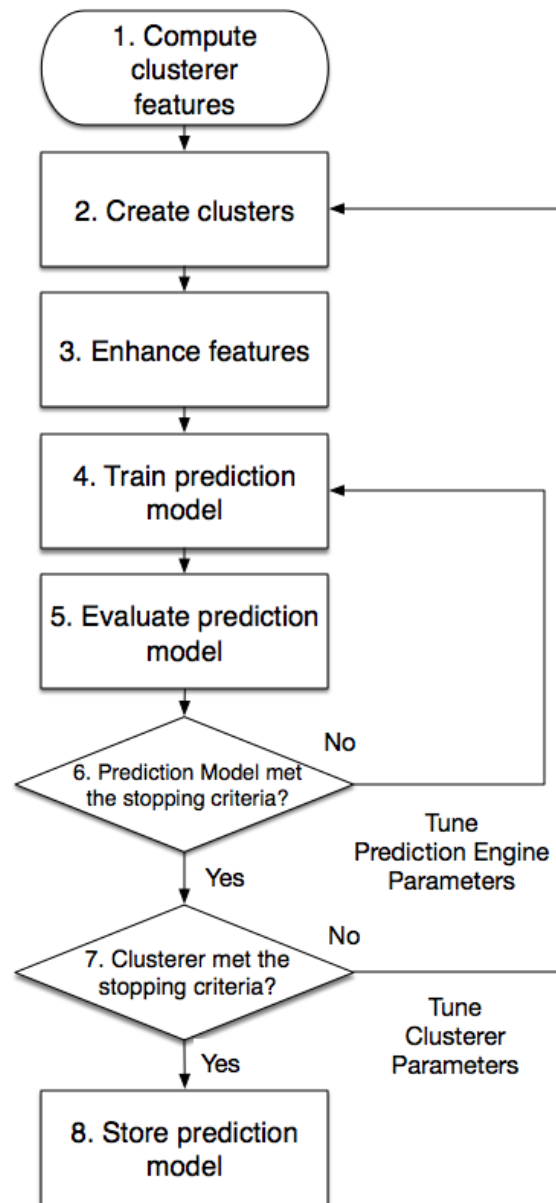 1. Compute
clusterer
features
2. Create clusters
3. Enhance features
4. Train prediction
model
5. Evaluate prediction
model
No
6. Prediction Model met
the stopping criteria?
Tune
Prediction Engine
Parameters
Yes
No
7. Clusterer met the
stopping criteria?
Tune
Clusterer
Parameters
Yes
8. Store prediction
model